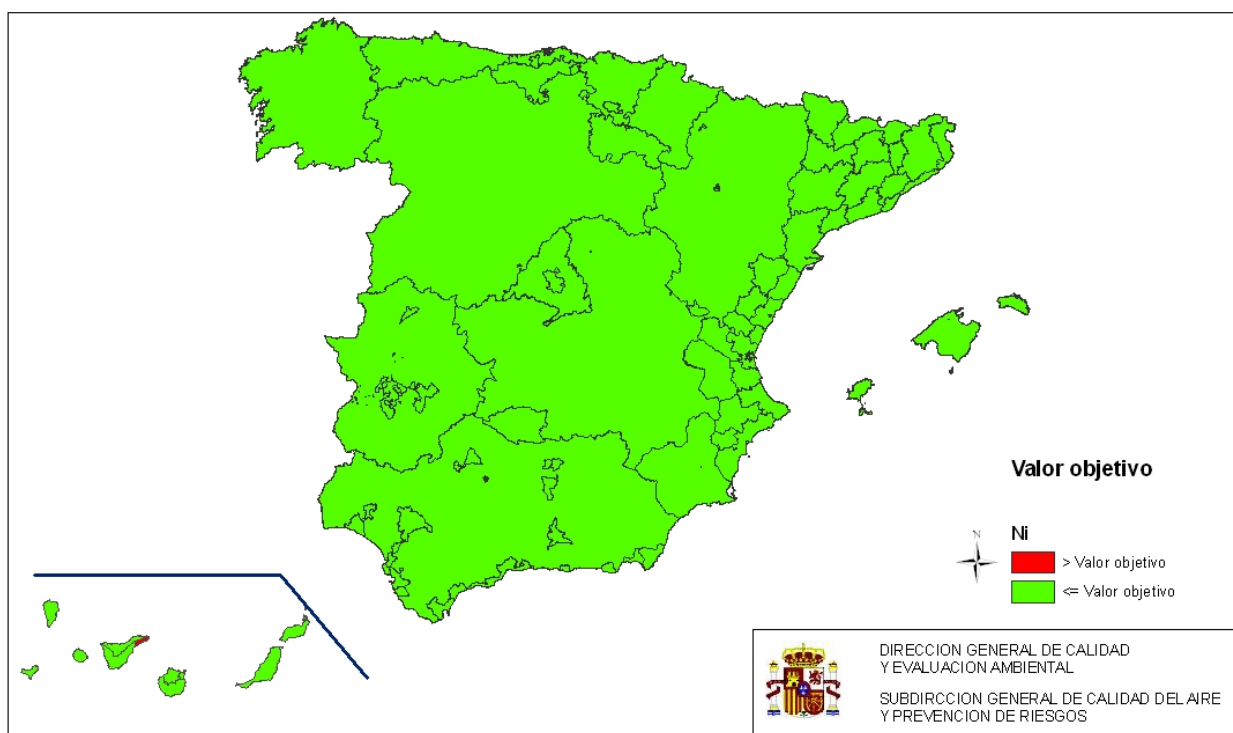 Valor objetivo
N
Ni
> Valor objetivo
<= Valor objetivo
DIRECCION GENERAL DE CALIDAD
Y EVALUACION AMBIENTAL
SUBDIRCCION GENERAL DE CALIDAD DEL AIRE
Y PREVENCION DE RIESGOS